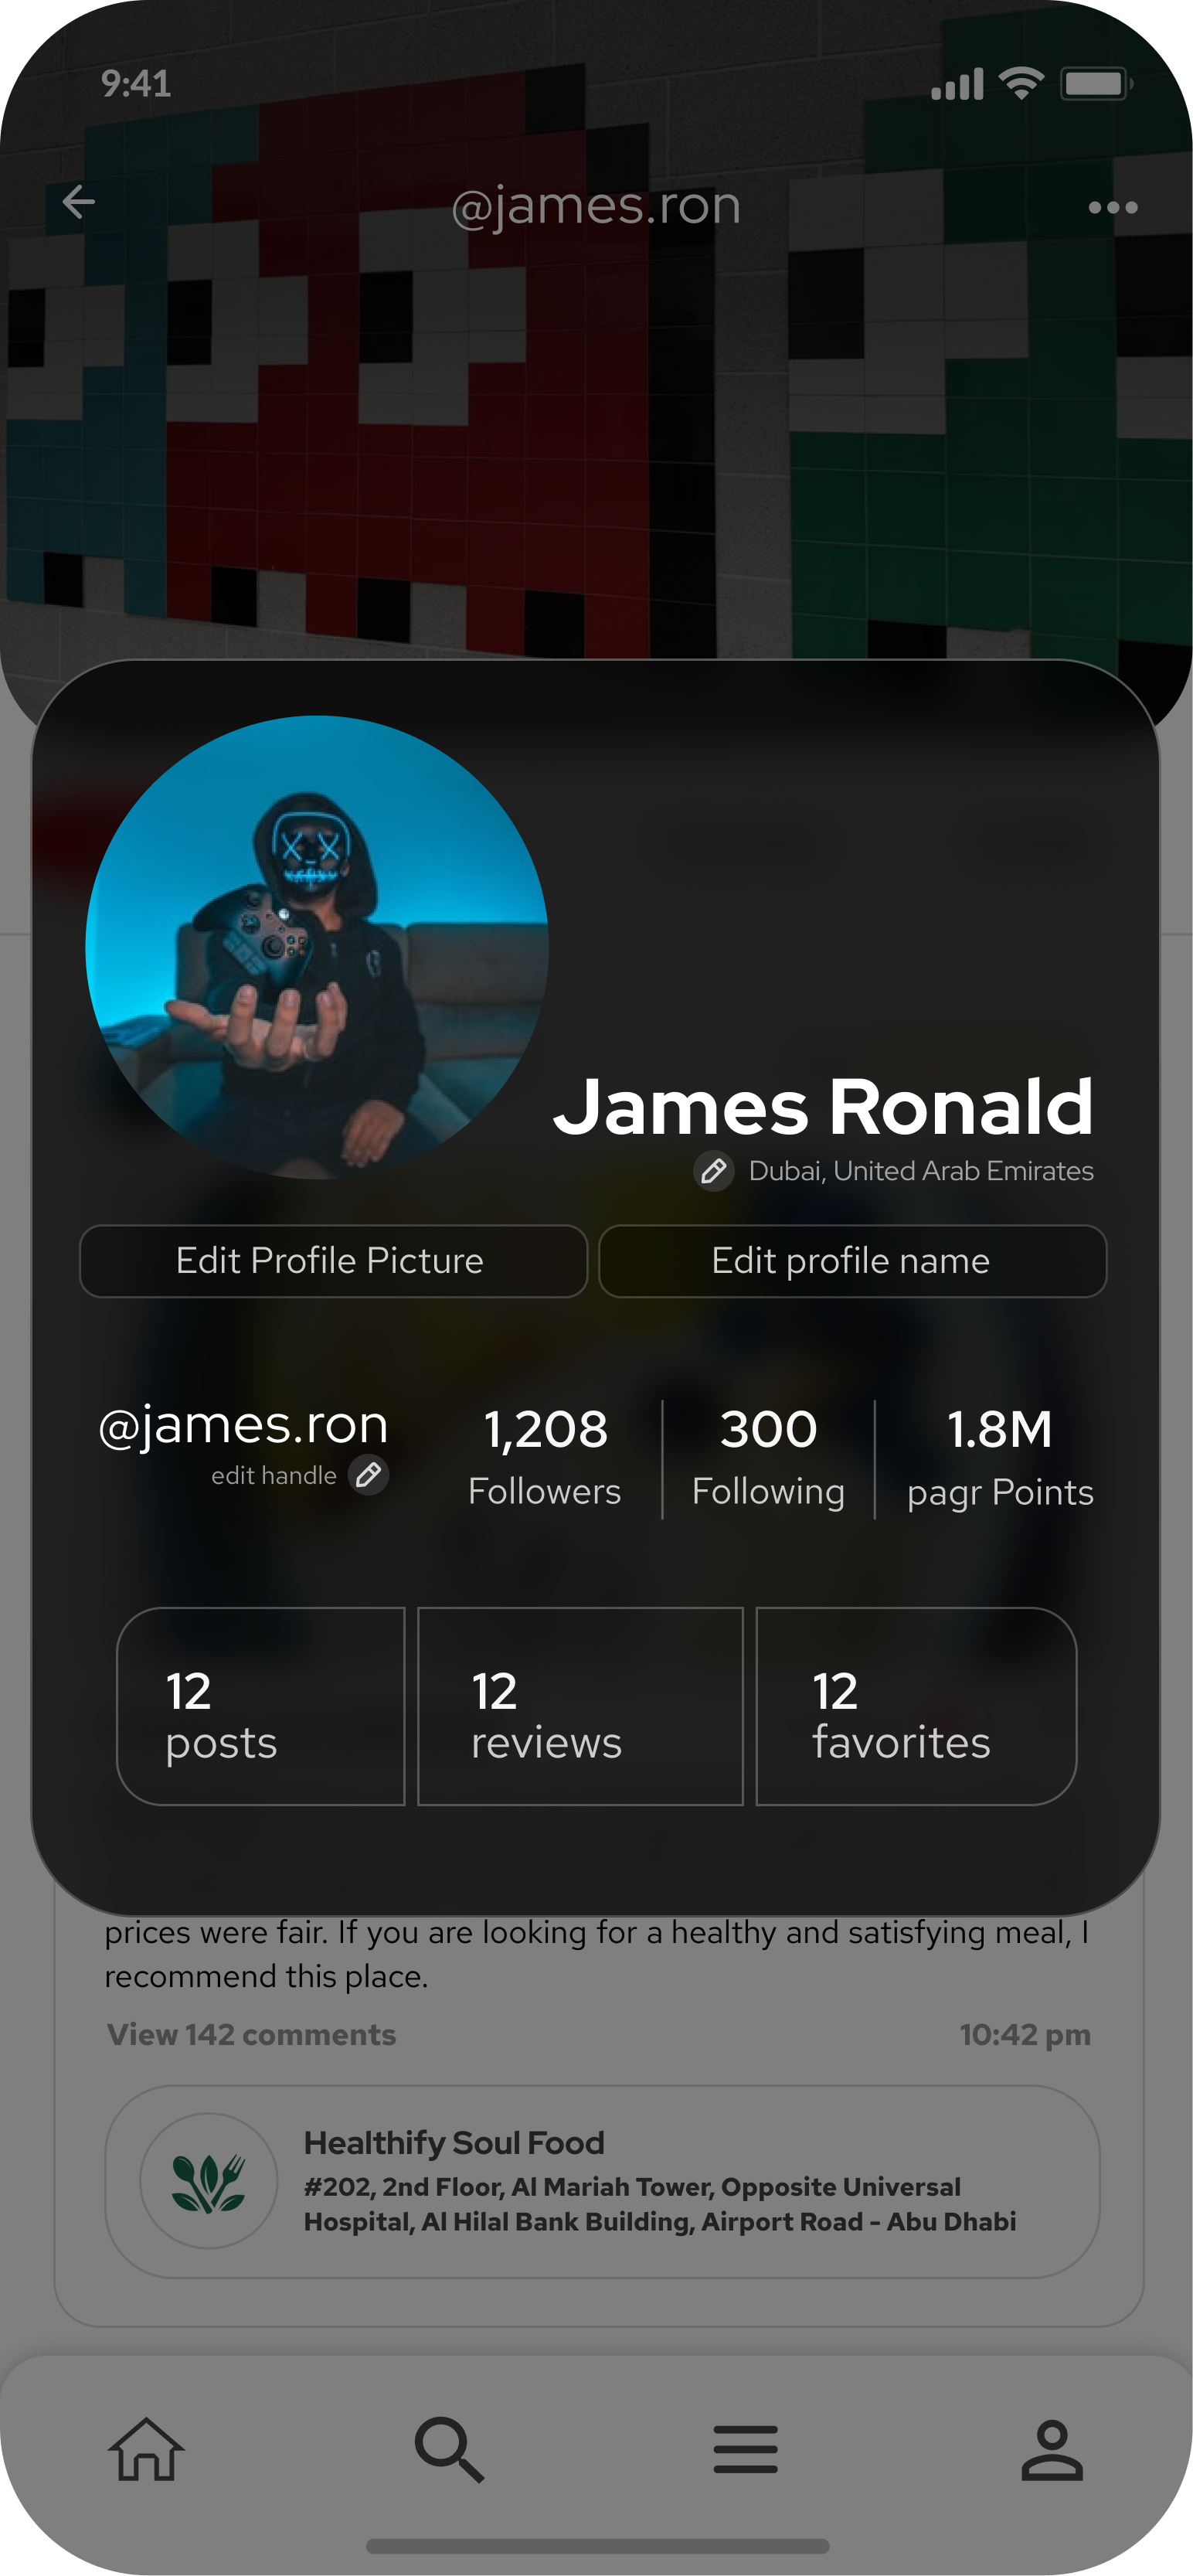 9:41
@james.ron
James Ronald
Dubai, United Arab Emirates
Edit Profile Picture
Edit profile name
@james.ron
edit handle
1,208
Followers
300
Following
1.8M
pagr Points
12
posts
12
reviews
12
favorites
prices were fair. If you are looking for a healthy and satisfying meal, I
recommend this place.
View 142 comments
10:42 pm
Healthify Soul Food
#202, 2nd Floor, Al Mariah Tower, Opposite Universal
Hospital, Al Hilal Bank Building, Airport Road - Abu Dhabi